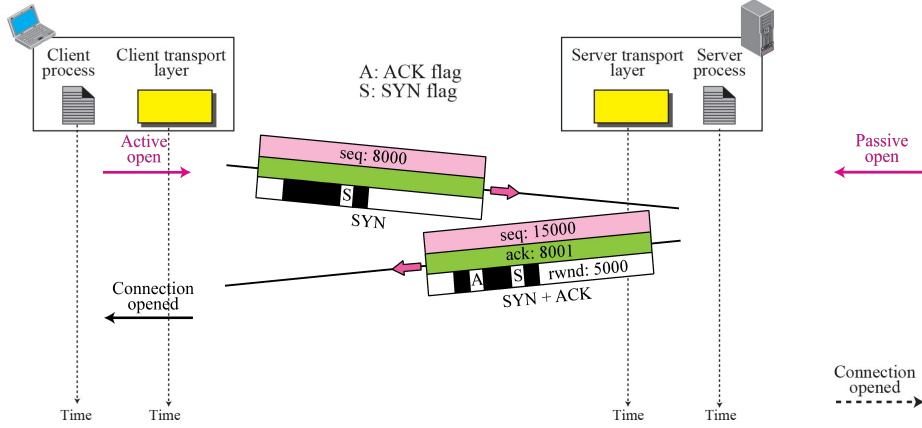 Client process
Client transport layer
A: ACK flag
S: SYN flag
Server transport layer
Server process
Active open
Passive open
seq: 8000
S
SYN
seq: 15000
ack: 8001
A S rwnd: 5000
SYN + ACK
Connection opened
Connection opened
Time
Time
Time
Time